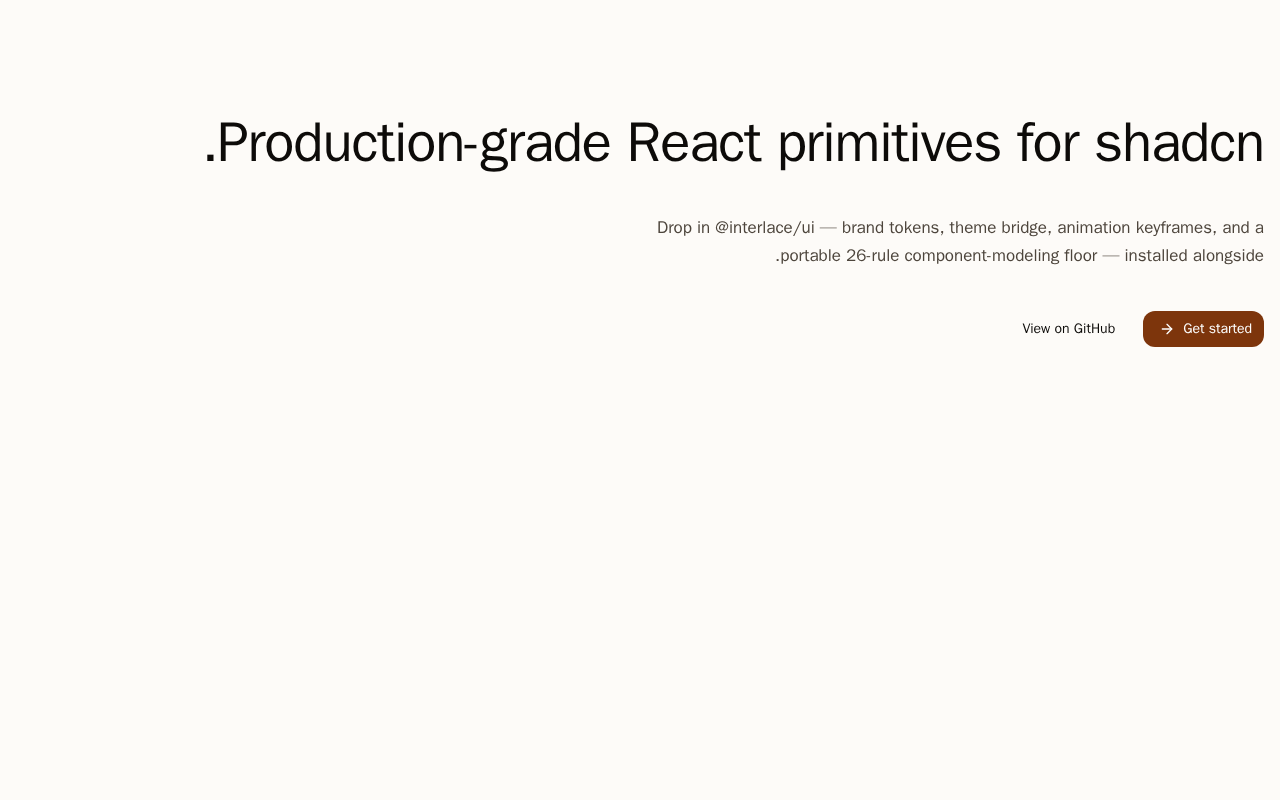 .Production-grade React primitives for shadcn
Drop in @interlace/ui — brand tokens, theme bridge, animation keyframes, and a
.portable 26-rule component-modeling floor — installed alongside
Get started
View on GitHub